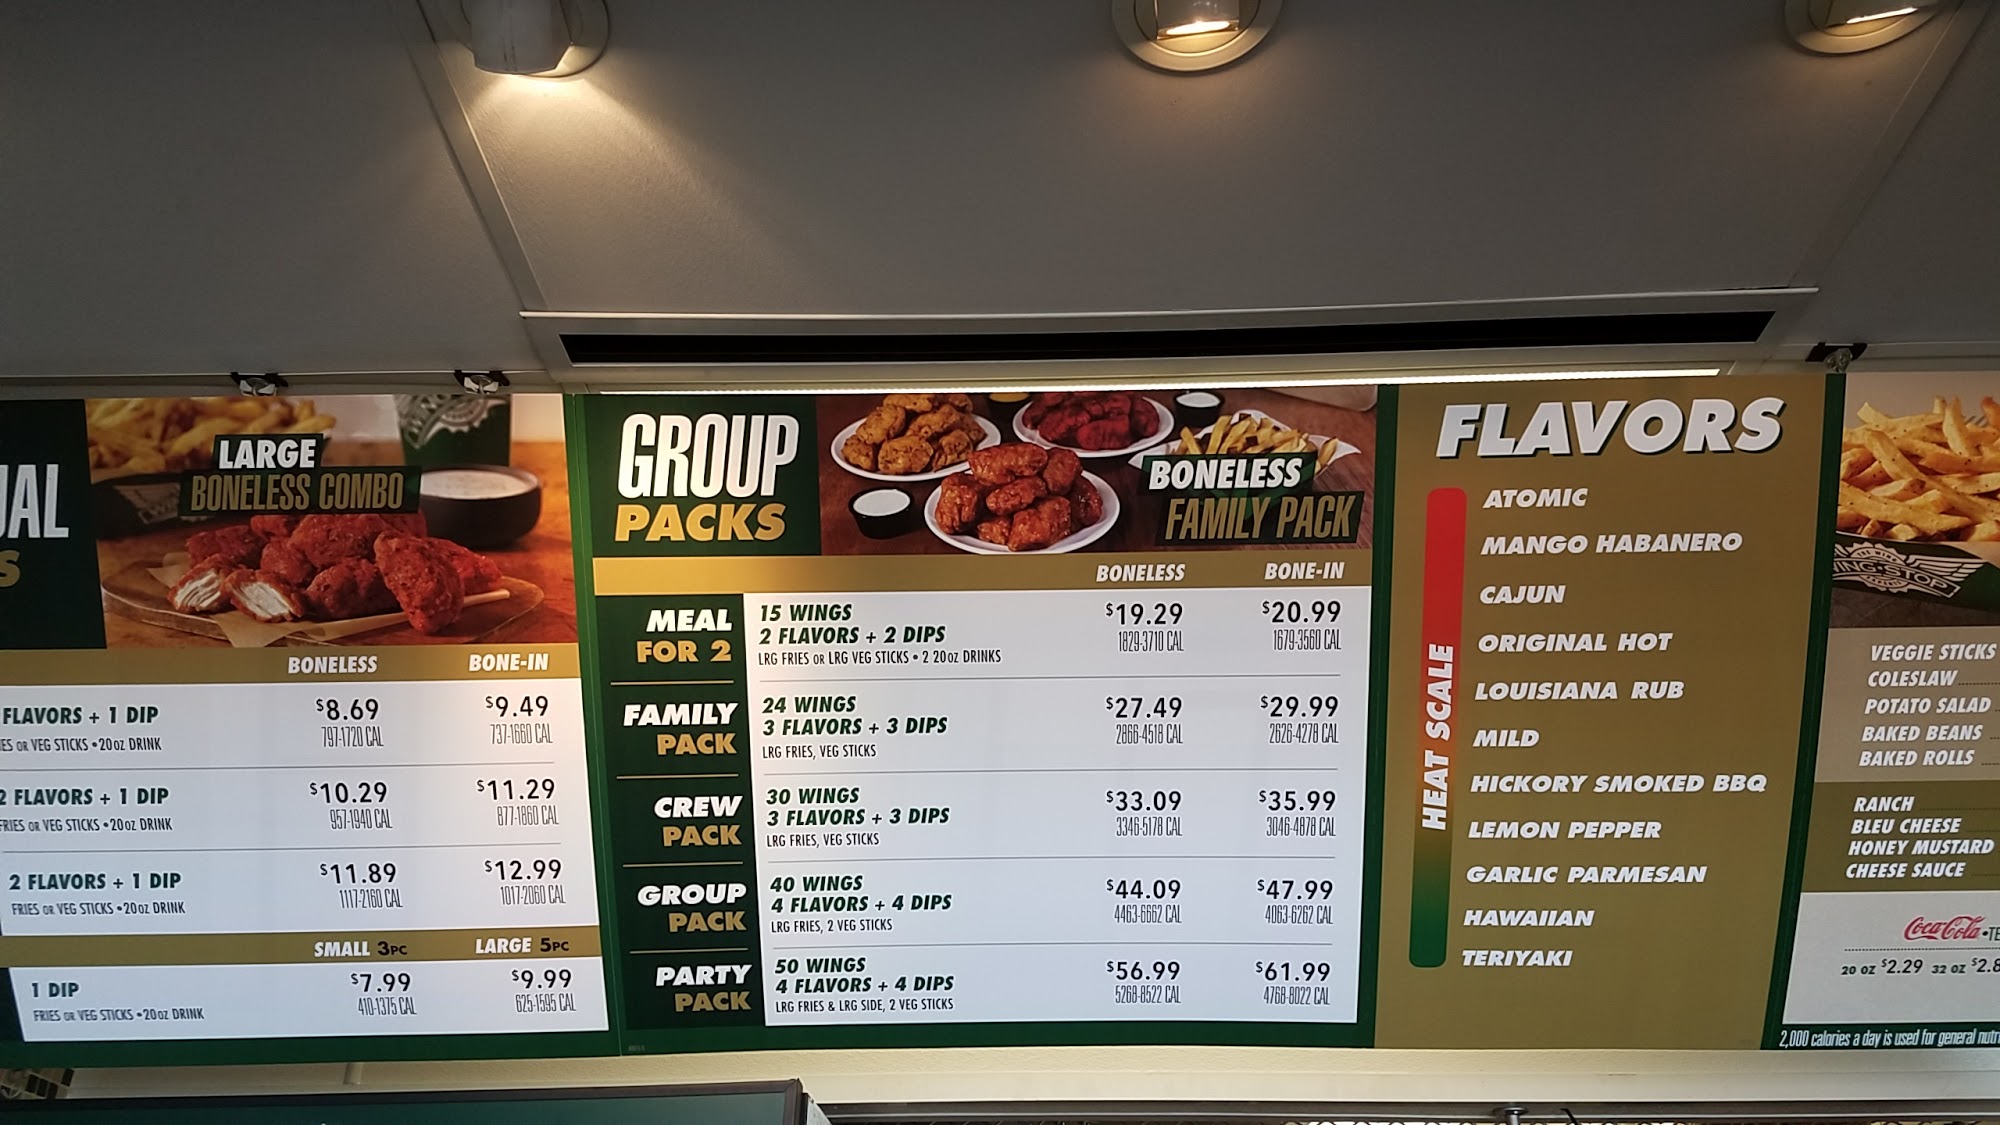 UAL
S
LARGE
BONELESS COMBO
BONELESS BONE-IN
FLAVORS + 1 DIP $8.69 $9.49
OR VEG STICKS • 20oz DRINK 797-1720 CAL 737-1660 CAL
2 FLAVORS + 1 DIP $10.29 $11.29
FRIES OR VEG STICKS • 20oz DRINK 957-1940 CAL 877-1860 CAL
2 FLAVORS + 1 DIP $11.89 $12.99
FRIES OR VEG STICKS • 20oz DRINK 1117-2160 CAL 1017-2060 CAL
SMALL 3PC LARGE 5PC
1 DIP $7.99 $9.99
FRIES OR VEG STICKS • 20oz DRINK 410-1375 CAL 625-1595 CAL
GROUP
PACKS
BONELESS
FAMILY PACK
BONELESS BONE-IN
MEAL
FOR 2
15 WINGS $19.29 $20.99
2 FLAVORS + 2 DIPS 1829-3710 CAL 1679-3560 CAL
LRG FRIES OR LRG VEG STICKS • 2 20oz DRINKS
FAMILY
PACK
24 WINGS $27.49 $29.99
3 FLAVORS + 3 DIPS 2866-4518 CAL 2626-4278 CAL
LRG FRIES, VEG STICKS
CREW
PACK
30 WINGS $33.09 $35.99
3 FLAVORS + 3 DIPS 3346-5178 CAL 3046-4878 CAL
LRG FRIES, VEG STICKS
GROUP
PACK
40 WINGS $44.09 $47.99
4 FLAVORS + 4 DIPS 4463-6662 CAL 4063-6262 CAL
LRG FRIES, 2 VEG STICKS
PARTY
PACK
50 WINGS $56.99 $61.99
4 FLAVORS + 4 DIPS 5268-8522 CAL 4768-8022 CAL
LRG FRIES & LRG SIDE, 2 VEG STICKS
FLAVORS
HEAT SCALE
ATOMIC
MANGO HABANERO
CAJUN
ORIGINAL HOT
LOUISIANA RUB
MILD
HICKORY SMOKED BBQ
LEMON PEPPER
GARLIC PARMESAN
HAWAIIAN
TERIYAKI
WING•STOP
VEGGIE STICKS
COLESLAW
POTATO SALAD
BAKED BEANS
BAKED ROLLS
RANCH
BLEU CHEESE
HONEY MUSTARD
CHEESE SAUCE
Coca-Cola • TE
20 OZ $2.29 32 OZ $2.8
2,000 calories a day is used for general nutri